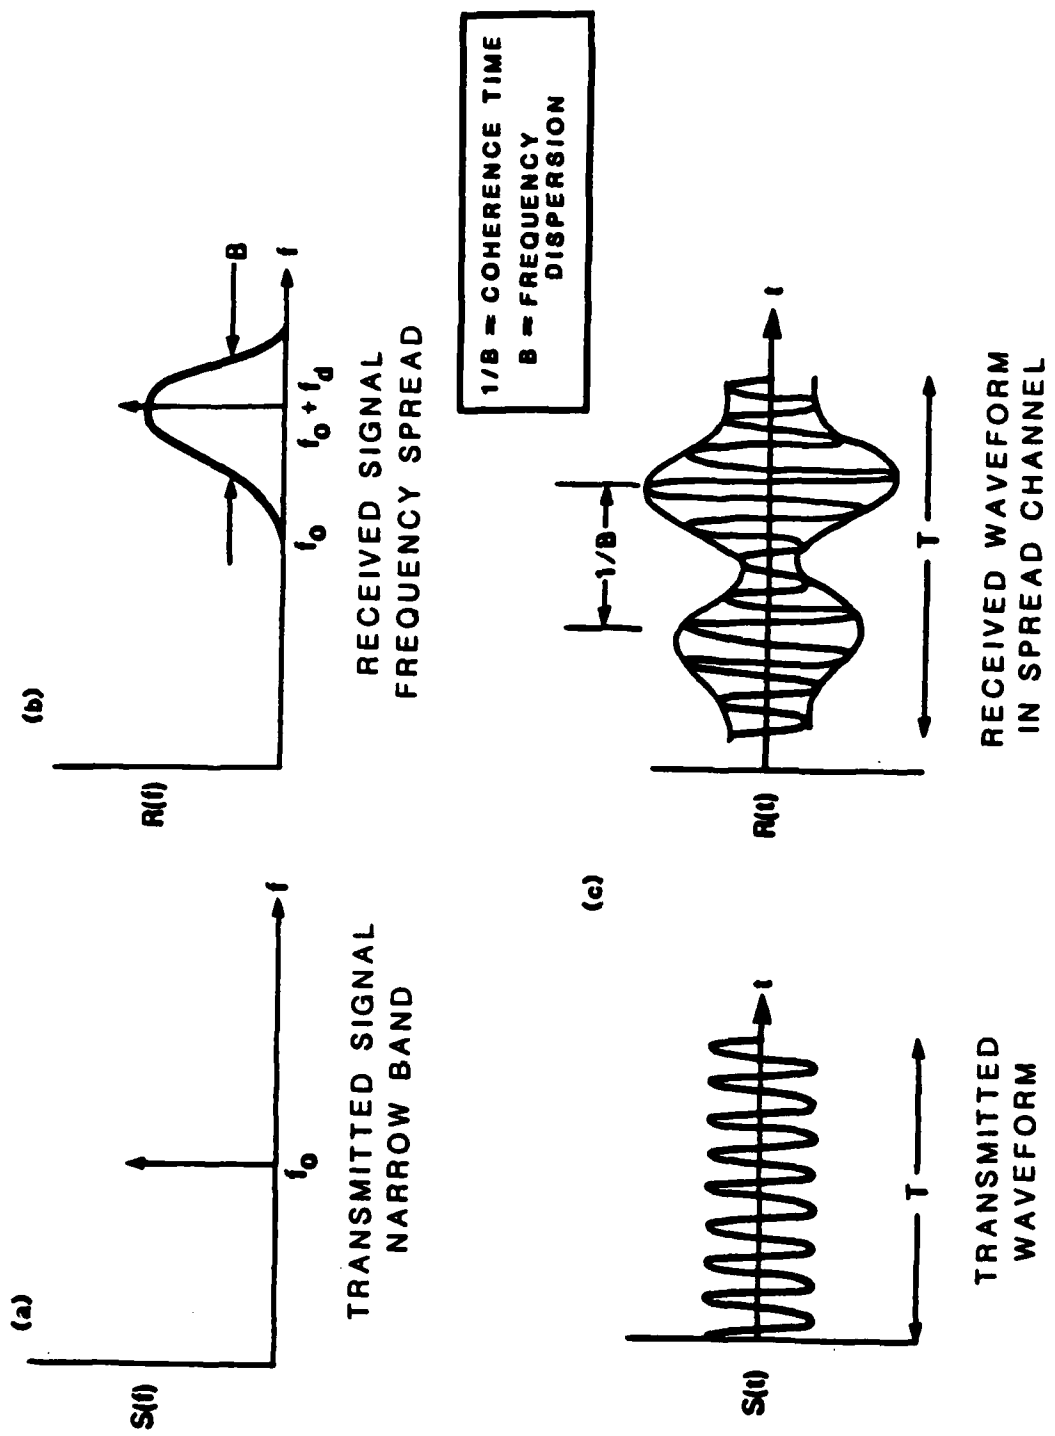 (a)
S(f)
f
f₀
TRANSMITTED SIGNAL
NARROW BAND
(b)
R(f)
B
f
f₀
f₀ + f_d
RECEIVED SIGNAL
FREQUENCY SPREAD
1/B = COHERENCE TIME
B = FREQUENCY
DISPERSION
S(t)
t
T
TRANSMITTED
WAVEFORM
(c)
R(t)
1/B
t
T
RECEIVED WAVEFORM
IN SPREAD CHANNEL